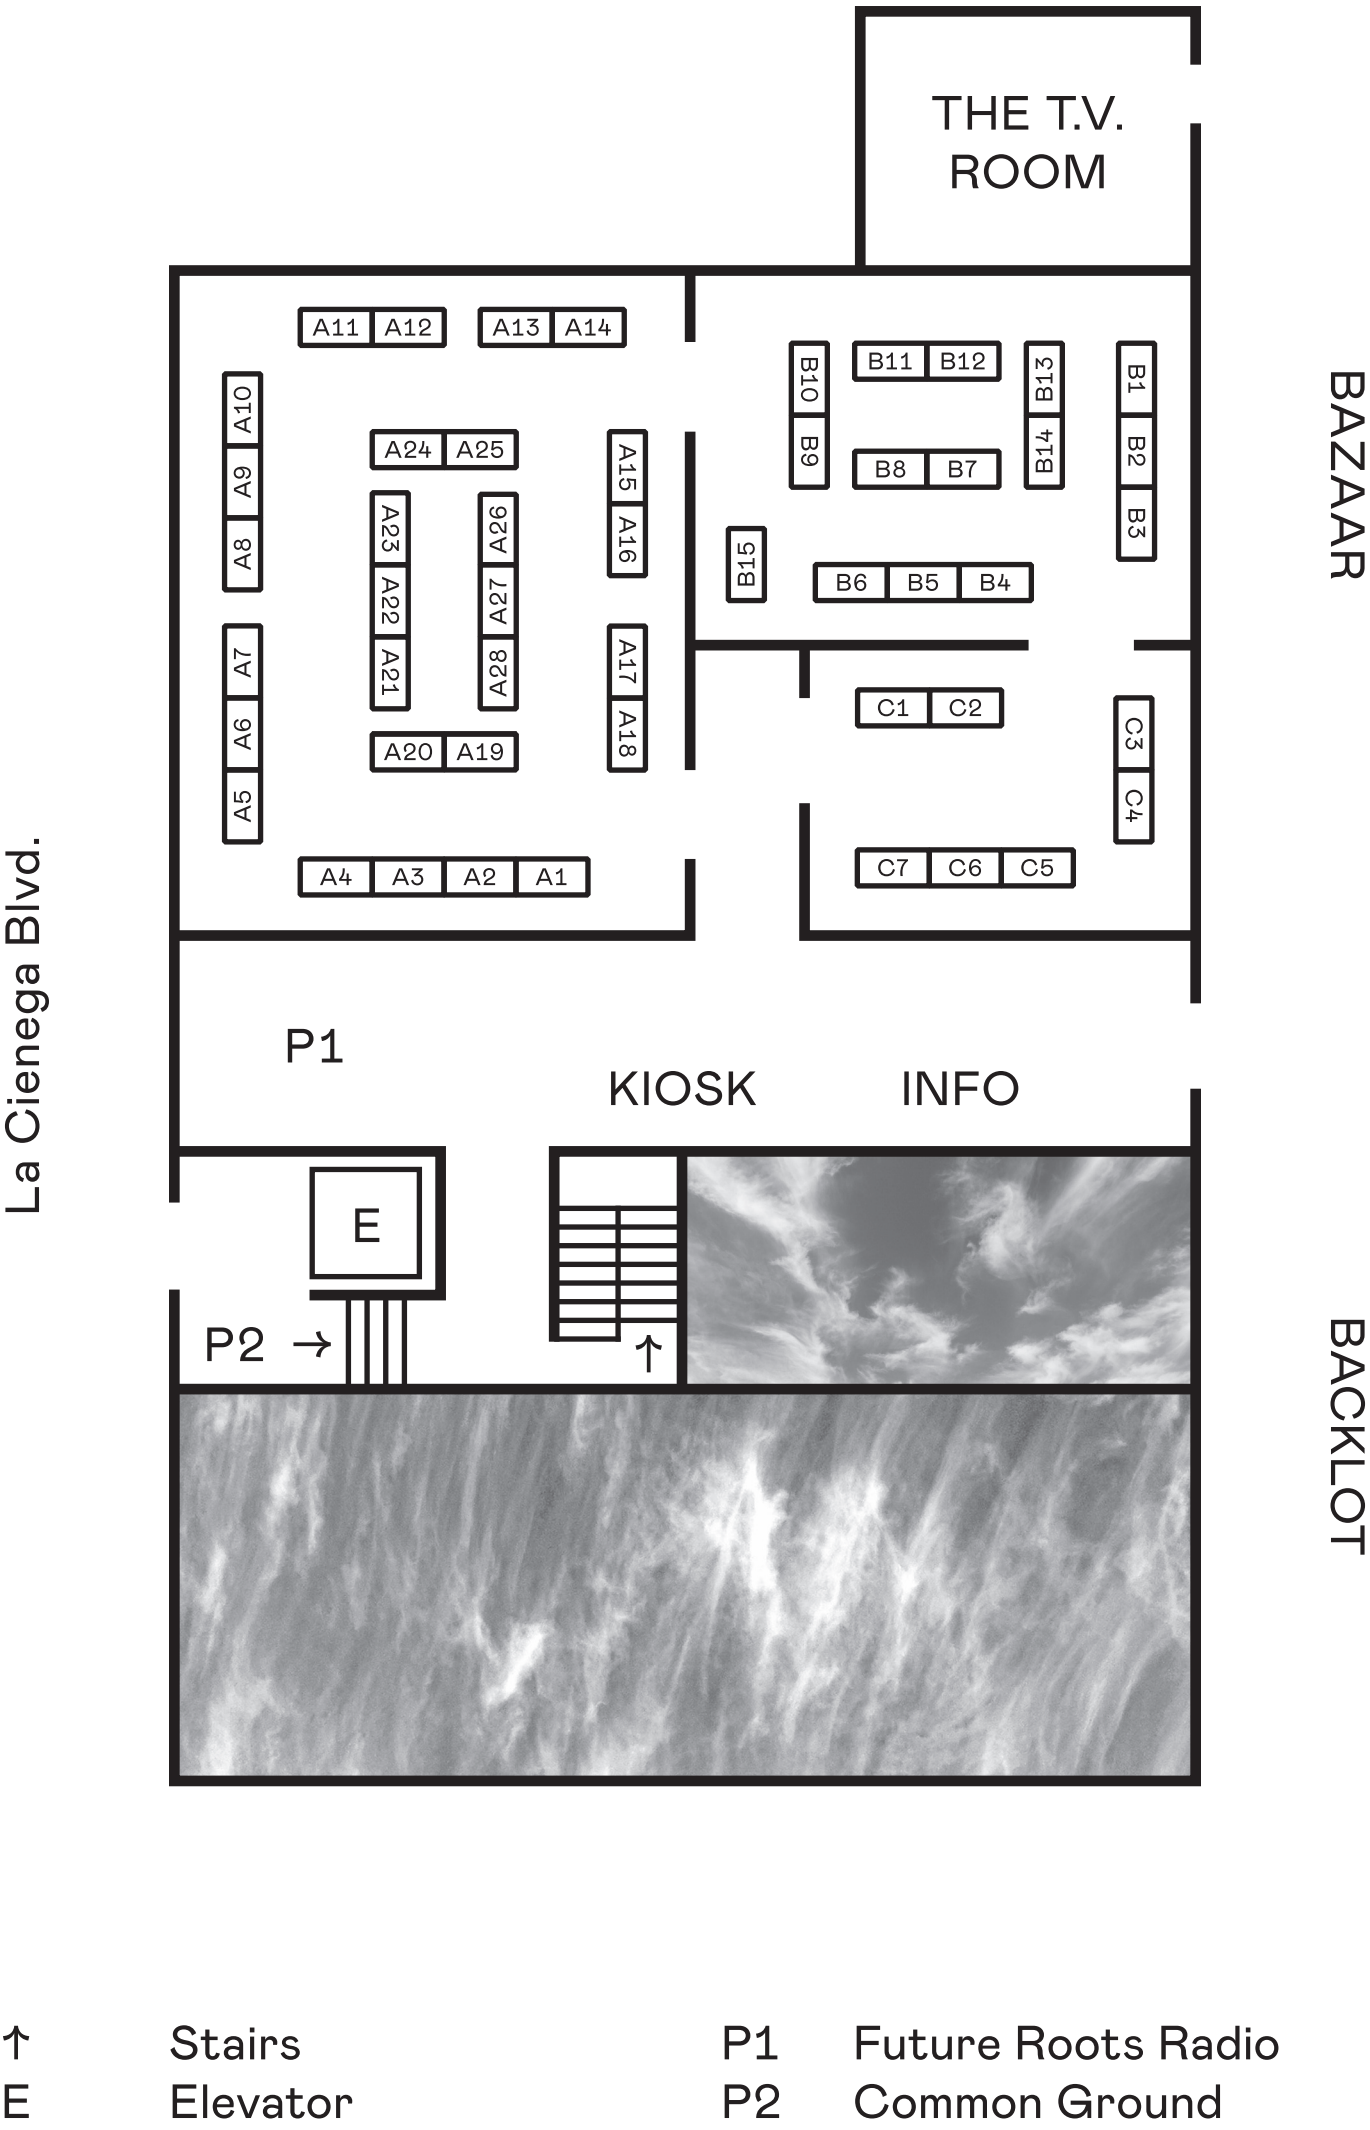 THE T.V.
ROOM
A11 A12 A13 A14
A10
A9
A8
A24 A25
A15
A16
A23
A22
A21
A26
A27
A28
A7
A6
A5
A17
A18
A20 A19
A4 A3 A2 A1
B10
B9
B11 B12
B13
B14
B1
B2
B3
B8 B7
B15
B6 B5 B4
C1 C2
C3
C4
C7 C6 C5
BAZAAR
La Cienega Blvd.
P1
KIOSK INFO
E
P2 →
↑
BACKLOT
↑ Stairs
E Elevator
P1 Future Roots Radio
P2 Common Ground